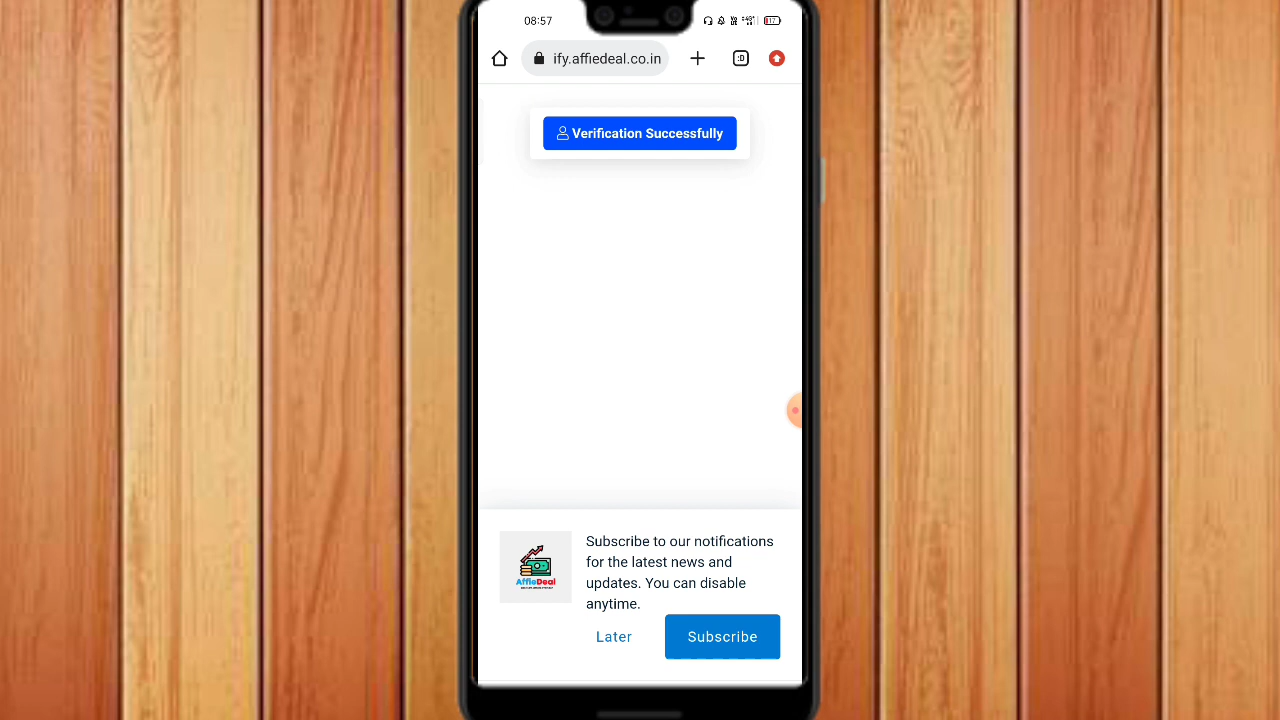 08:57
ify.affiedeal.co.in
:D
Verification Successfully
Subscribe to our notifications
for the latest news and
updates. You can disable
anytime.
AffieDeal
Later
Subscribe